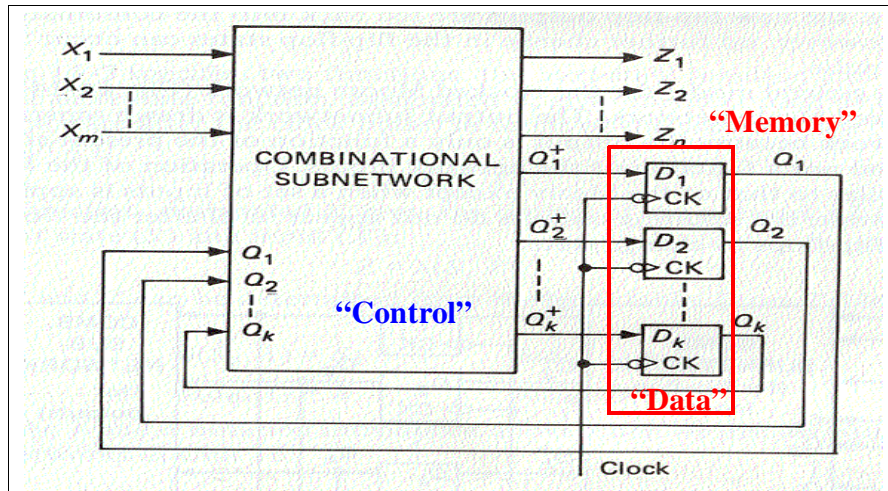 X₁
X₂
Xₘ
COMBINATIONAL
SUBNETWORK
Q₁
Q₂
Qₖ
“Control”
Z₁
Z₂
Zₙ
“Memory”
Q₁⁺
D₁
CK
Q₁
Q₂⁺
D₂
CK
Q₂
Qₖ⁺
Dₖ
CK
Qₖ
“Data”
Clock